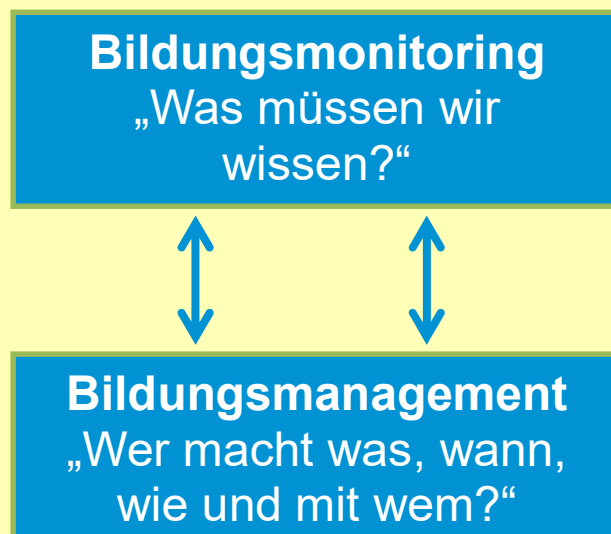 Bildungsmonitoring
„Was müssen wir
wissen?“
Bildungsmanagement
„Wer macht was, wann,
wie und mit wem?“